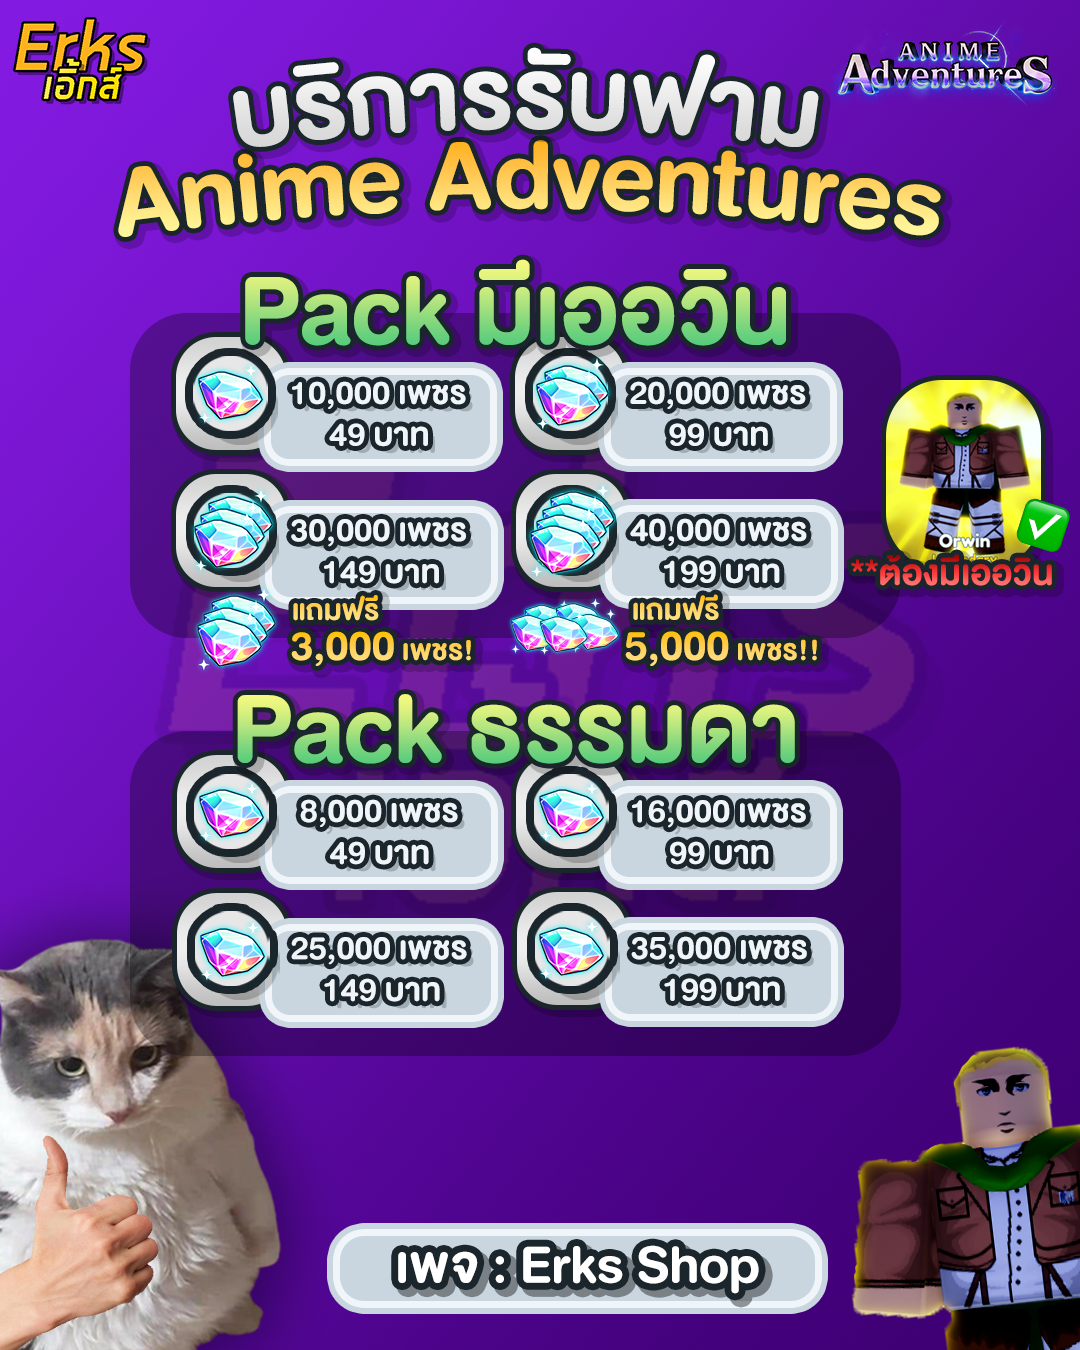 Erks
เอิ้กส์
ANIME
AdventureS
บริการรับฟาม
Anime Adventures
Pack มีเออวิน
10,000 เพชร
49 บาท
20,000 เพชร
99 บาท
30,000 เพชร
149 บาท
40,000 เพชร
199 บาท
แถมฟรี
3,000 เพชร!
แถมฟรี
5,000 เพชร!!
Orwin
**ต้องมีเออวิน
Pack ธรรมดา
8,000 เพชร
49 บาท
16,000 เพชร
99 บาท
25,000 เพชร
149 บาท
35,000 เพชร
199 บาท
เพจ : Erks Shop